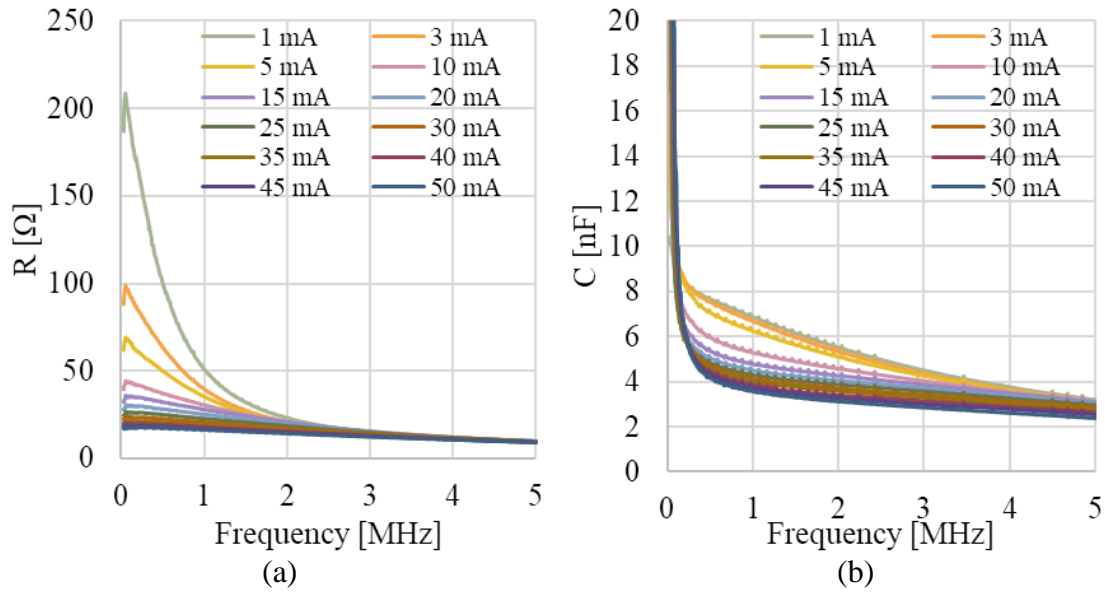 250
200
150
100
50
0
R [Ω]
1 mA 3 mA
5 mA 10 mA
15 mA 20 mA
25 mA 30 mA
35 mA 40 mA
45 mA 50 mA
0 1 2 3 4 5
Frequency [MHz]
(a)
20
18
16
14
12
10
8
6
4
2
0
C [nF]
1 mA 3 mA
5 mA 10 mA
15 mA 20 mA
25 mA 30 mA
35 mA 40 mA
45 mA 50 mA
0 1 2 3 4 5
Frequency [MHz]
(b)